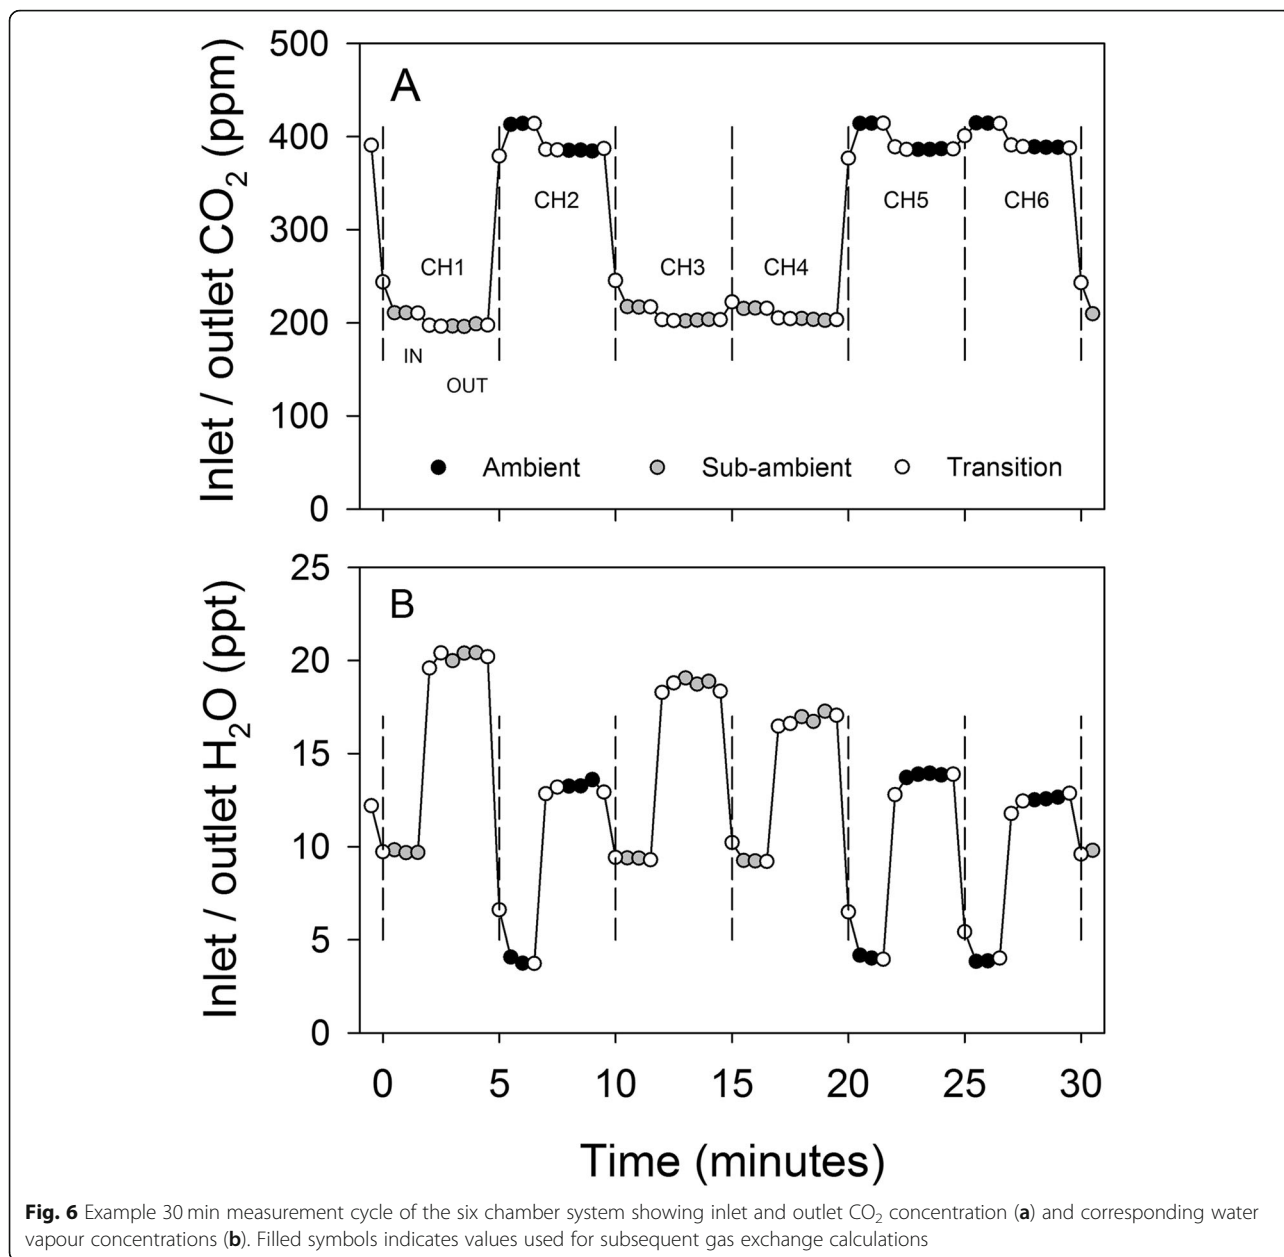 500
400
300
200
100
0
Inlet / outlet CO₂ (ppm)
A
CH1
CH2
CH3
CH4
CH5
CH6
IN
OUT
Ambient
Sub-ambient
Transition
25
20
15
10
5
0
Inlet / outlet H₂O (ppt)
B
0 5 10 15 20 25 30
Time (minutes)
Fig. 6 Example 30 min measurement cycle of the six chamber system showing inlet and outlet CO₂ concentration (a) and corresponding water
vapour concentrations (b). Filled symbols indicates values used for subsequent gas exchange calculations